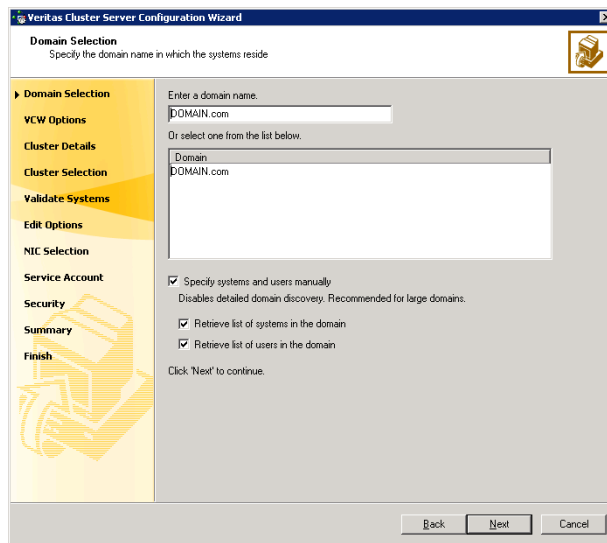 Veritas Cluster Server Configuration Wizard
Domain Selection
Specify the domain name in which the systems reside
Domain Selection
VCW Options
Cluster Details
Cluster Selection
Validate Systems
Edit Options
NIC Selection
Service Account
Security
Summary
Finish
Enter a domain name.
DOMAIN.com
Or select one from the list below.
Domain
DOMAIN.com
Specify systems and users manually
Disables detailed domain discovery. Recommended for large domains.
Retrieve list of systems in the domain
Retrieve list of users in the domain
Click 'Next' to continue.
Back
Next
Cancel